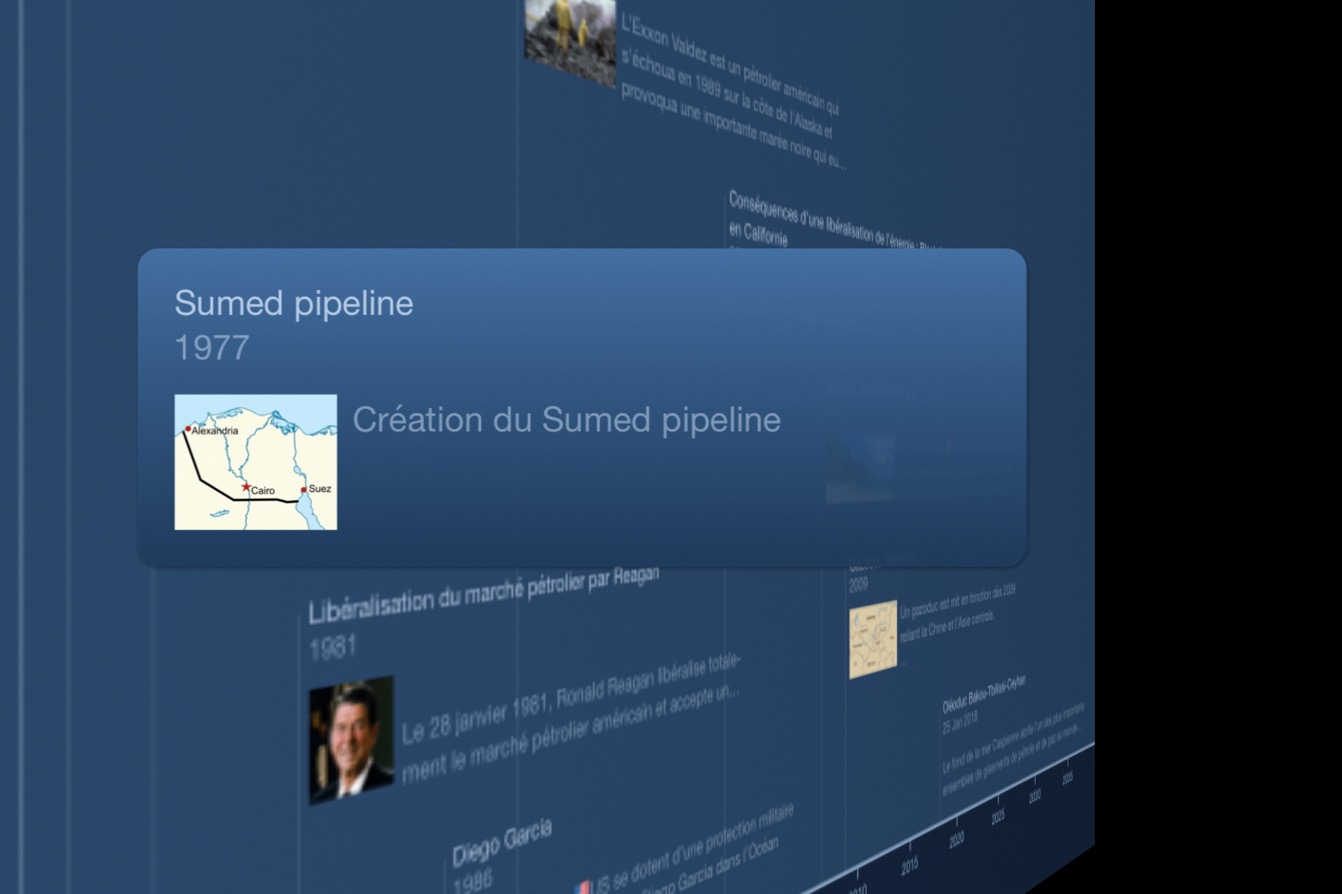 L'Exxon Valdez est un pétrolier américain qui
s'échoua en 1989 sur la côte de l'Alaska et
provoqua une importante marée noire qui eu...
Conséquences d'une libéralisation de l'énergie :
en Californie
Sumed pipeline
1977
Création du Sumed pipeline
Alexandria
Cairo
Suez
Libéralisation du marché pétrolier par Reagan
1981
Le 28 janvier 1981, Ronald Reagan libéralise totale-
ment le marché pétrolier américain et accepte un...
2009
Un gazoduc est mit en fonction dès 2009
reliant la Chine et l'Asie centrale.
...
Oléoduc Bakou-Tbilissi-Ceyhan
25 Jan 2018
Le fond de la mer Caspienne abrite l'un des plus importants
ensembles de gisements de pétrole et de gaz au monde...
Diego Garcia
1986
US se dotent d'une protection militaire
Diego Garcia dans l'Océan
2010
2015
2020
2025
2030
2035